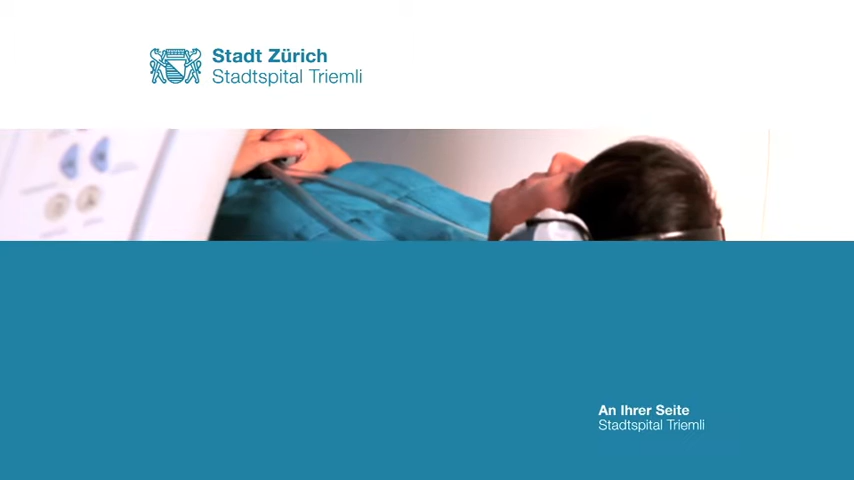 Stadt Zürich
Stadtspital Triemli
An Ihrer Seite
Stadtspital Triemli